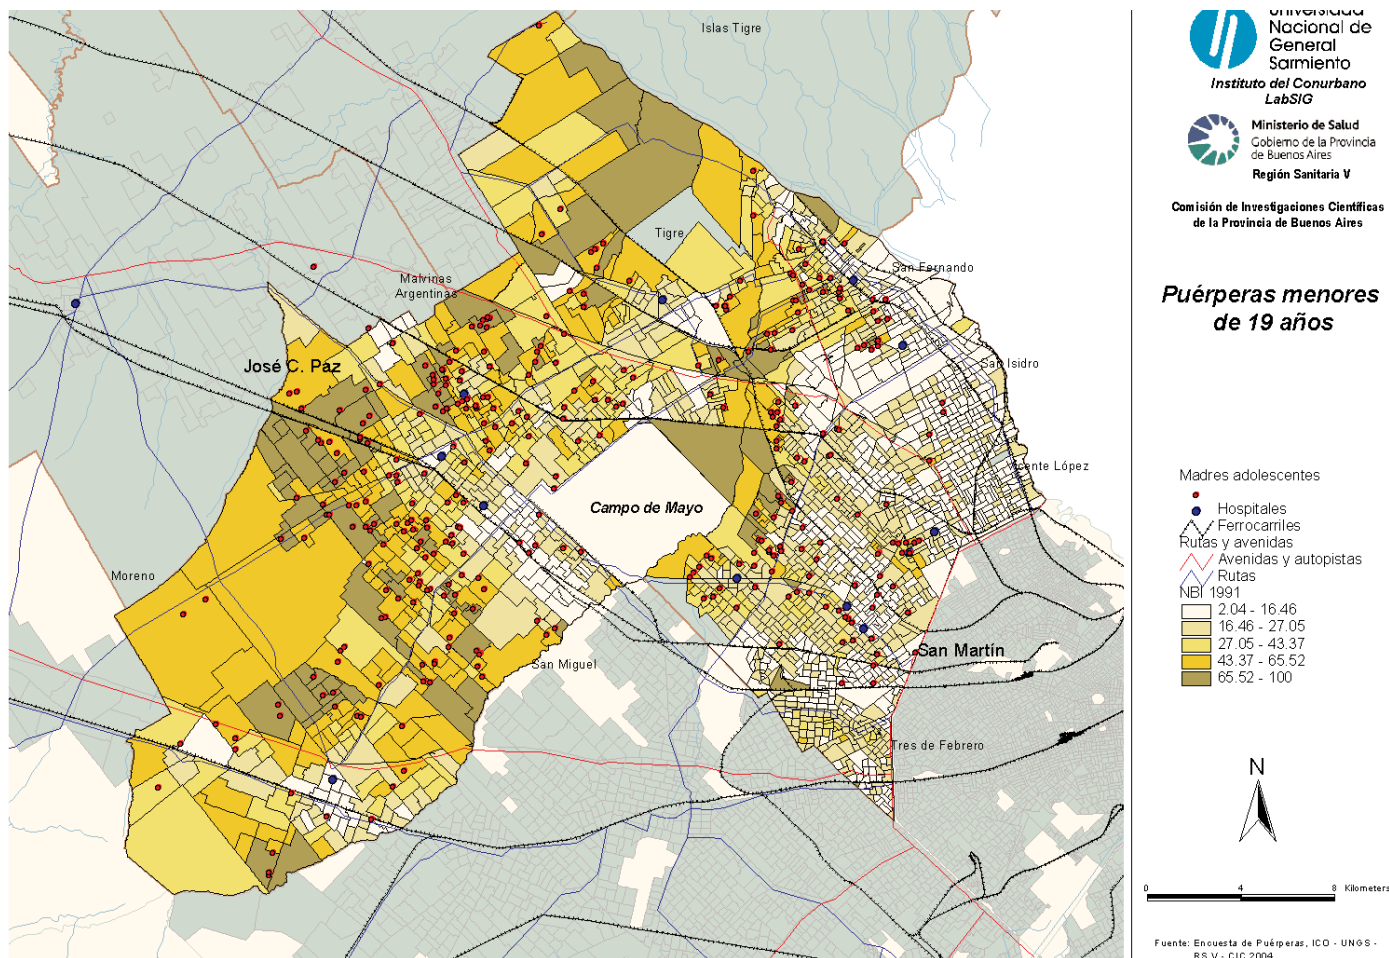 Islas Tigre
Tigre
San Fernando
Malvinas
Argentinas
José C. Paz
San Isidro
Vicente López
Campo de Mayo
Moreno
San Miguel
San Martín
Tres de Febrero
Universidad
Nacional de
General
Sarmiento
Instituto del Conurbano
LabSIG
Ministerio de Salud
Gobierno de la Provincia
de Buenos Aires
Región Sanitaria V
Comisión de Investigaciones Científicas
de la Provincia de Buenos Aires
Puérperas menores
de 19 años
Madres adolescentes
Hospitales
Ferrocarriles
Rutas y avenidas
Avenidas y autopistas
Rutas
NBI 1991
2.04 - 16.46
16.46 - 27.05
27.05 - 43.37
43.37 - 65.52
65.52 - 100
N
0 4 8 Kilometers
Fuente: Encuesta de Puérperas, ICO - UNGS -
RS V - CIC 2004